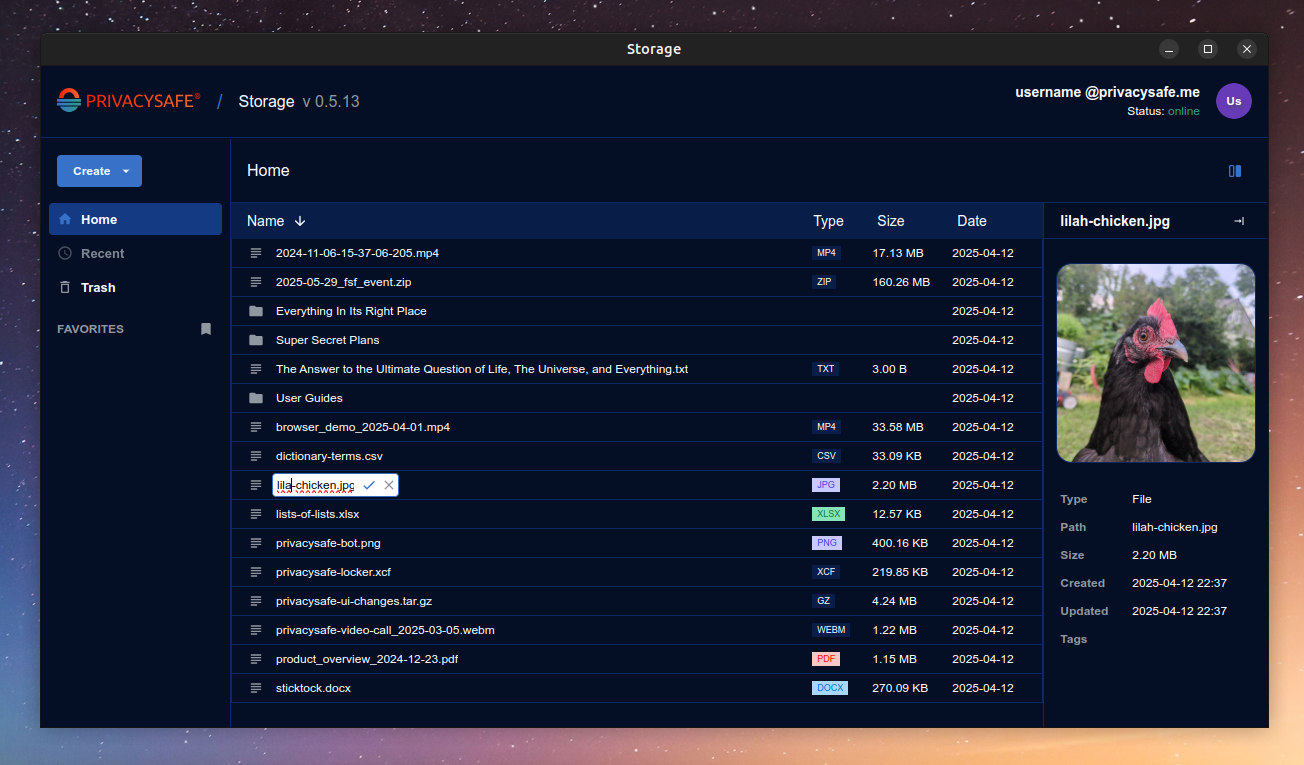 Storage
PRIVACYSAFE® / Storage v 0.5.13
username @privacysafe.me
Status: online
Us
Create
Home
Recent
Trash
FAVORITES
Home
Name Type Size Date
2024-11-06-15-37-06-205.mp4 MP4 17.13 MB 2025-04-12
2025-05-29_fsf_event.zip ZIP 160.26 MB 2025-04-12
Everything In Its Right Place 2025-04-12
Super Secret Plans 2025-04-12
The Answer to the Ultimate Question of Life, The Universe, and Everything.txt TXT 3.00 B 2025-04-12
User Guides 2025-04-12
browser_demo_2025-04-01.mp4 MP4 33.58 MB 2025-04-12
dictionary-terms.csv CSV 33.09 KB 2025-04-12
lila-chicken.jpg JPG 2.20 MB 2025-04-12
lists-of-lists.xlsx XLSX 12.57 KB 2025-04-12
privacysafe-bot.png PNG 400.16 KB 2025-04-12
privacysafe-locker.xcf XCF 219.85 KB 2025-04-12
privacysafe-ui-changes.tar.gz GZ 4.24 MB 2025-04-12
privacysafe-video-call_2025-03-05.webm WEBM 1.22 MB 2025-04-12
product_overview_2024-12-23.pdf PDF 1.15 MB 2025-04-12
sticktock.docx DOCX 270.09 KB 2025-04-12
lilah-chicken.jpg
Type File
Path lilah-chicken.jpg
Size 2.20 MB
Created 2025-04-12 22:37
Updated 2025-04-12 22:37
Tags